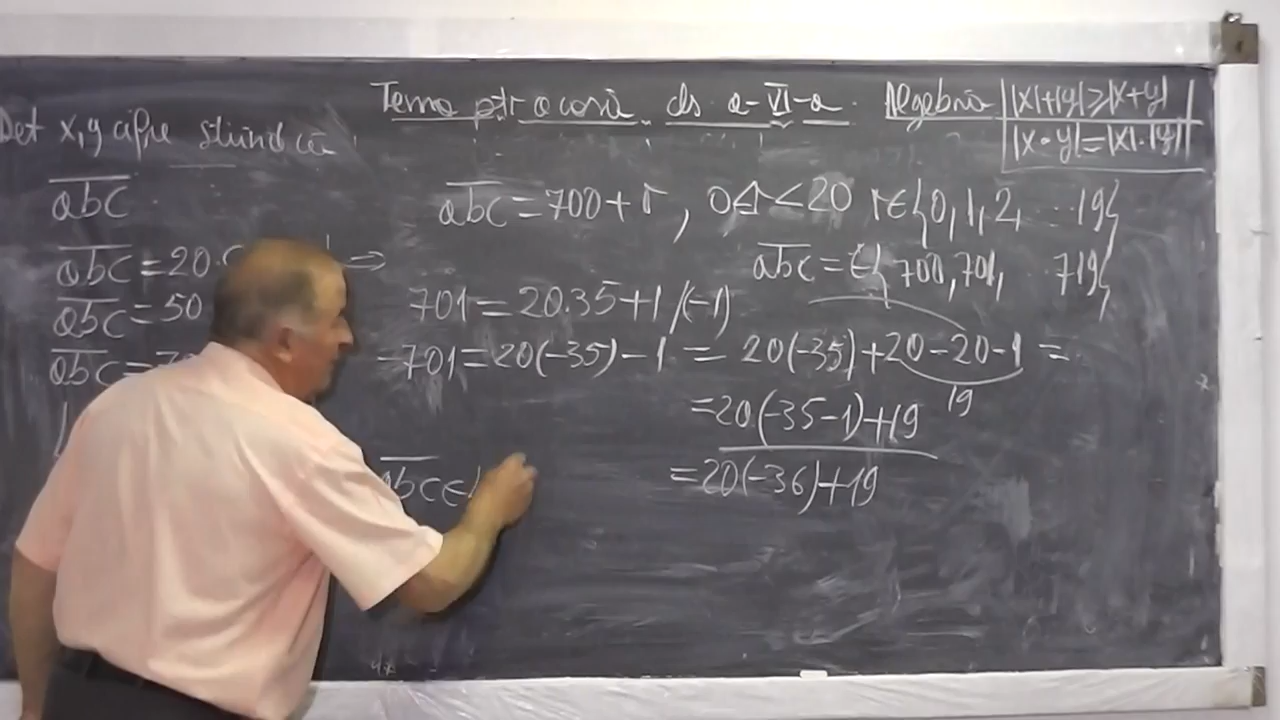 Tema ptr acasă cls a-VI-a Algebră
|x|+|y|≥|x+y|
|x·y|=|x|·|y|
Det x,y cifre știind că
abc
abc = 20·
abc = 50
abc =
⇒
abc = 700+r, 0≤r<20 r∈{0,1,2, ...19}
abc = ∈{700,701, ... 719}
701 = 20·35+1 /(-1)
-701 = 20(-35)-1 = 20(-35)+20-20-1 =
19
= 20(-35-1)+19
= 20(-36)+19
abc ∈